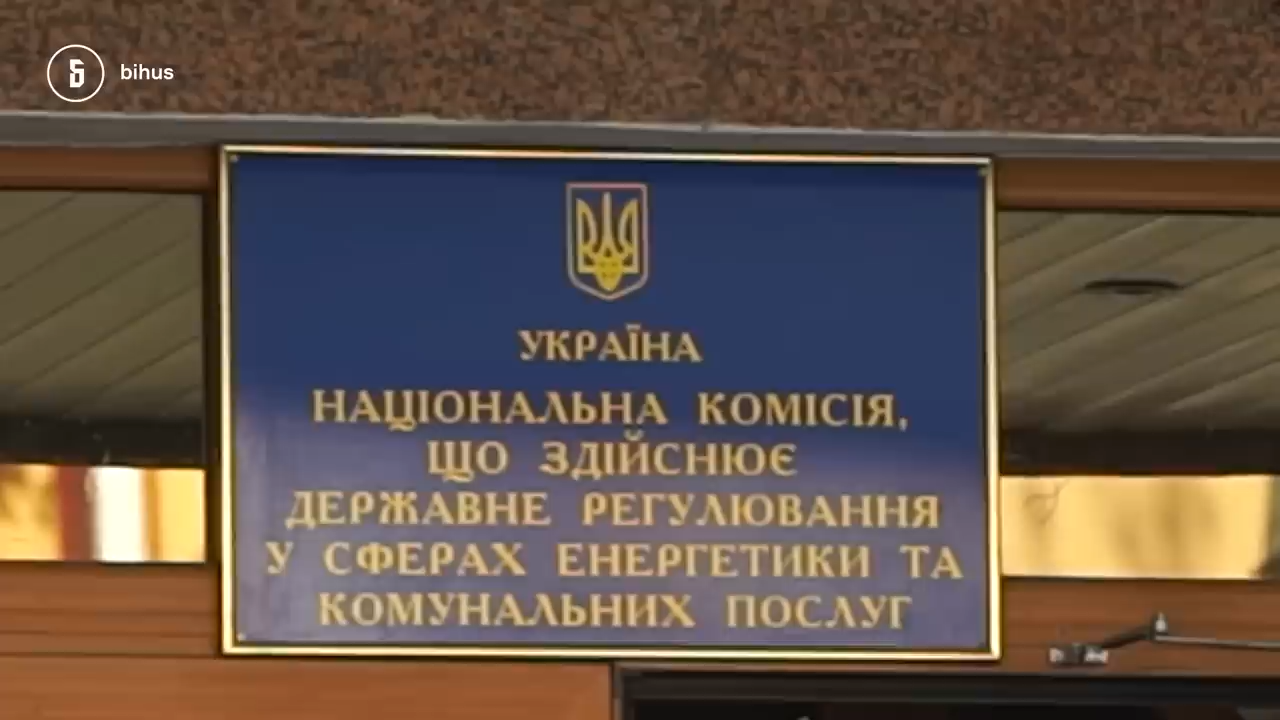 bihus
УКРАЇНА
НАЦІОНАЛЬНА КОМІСІЯ,
ЩО ЗДІЙСНЮЄ
ДЕРЖАВНЕ РЕГУЛЮВАННЯ
У СФЕРАХ ЕНЕРГЕТИКИ ТА
КОМУНАЛЬНИХ ПОСЛУГ